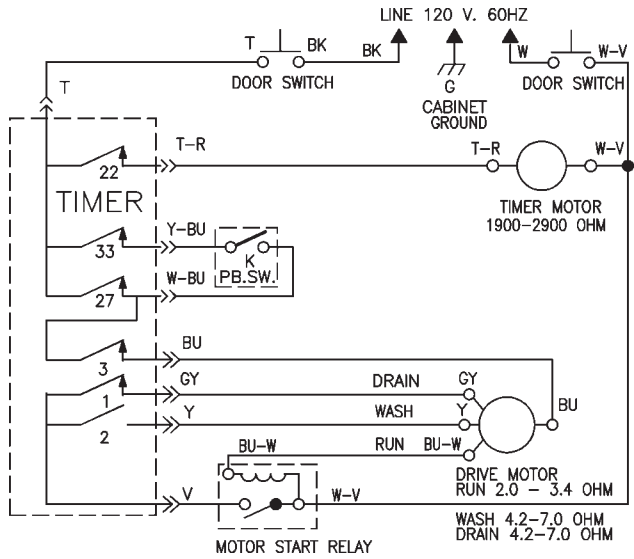 LINE 120 V. 60HZ
T BK BK W W-V
DOOR SWITCH
DOOR SWITCH
G
CABINET
GROUND
T
T-R T-R W-V
22
TIMER
TIMER MOTOR
1900-2900 OHM
Y-BU
33
K
PB.SW.
W-BU
27
BU
3
GY DRAIN GY
1
BU
Y WASH Y
2
RUN BU-W
BU-W
DRIVE MOTOR
RUN 2.0 - 3.4 OHM
V W-V
WASH 4.2-7.0 OHM
DRAIN 4.2-7.0 OHM
MOTOR START RELAY